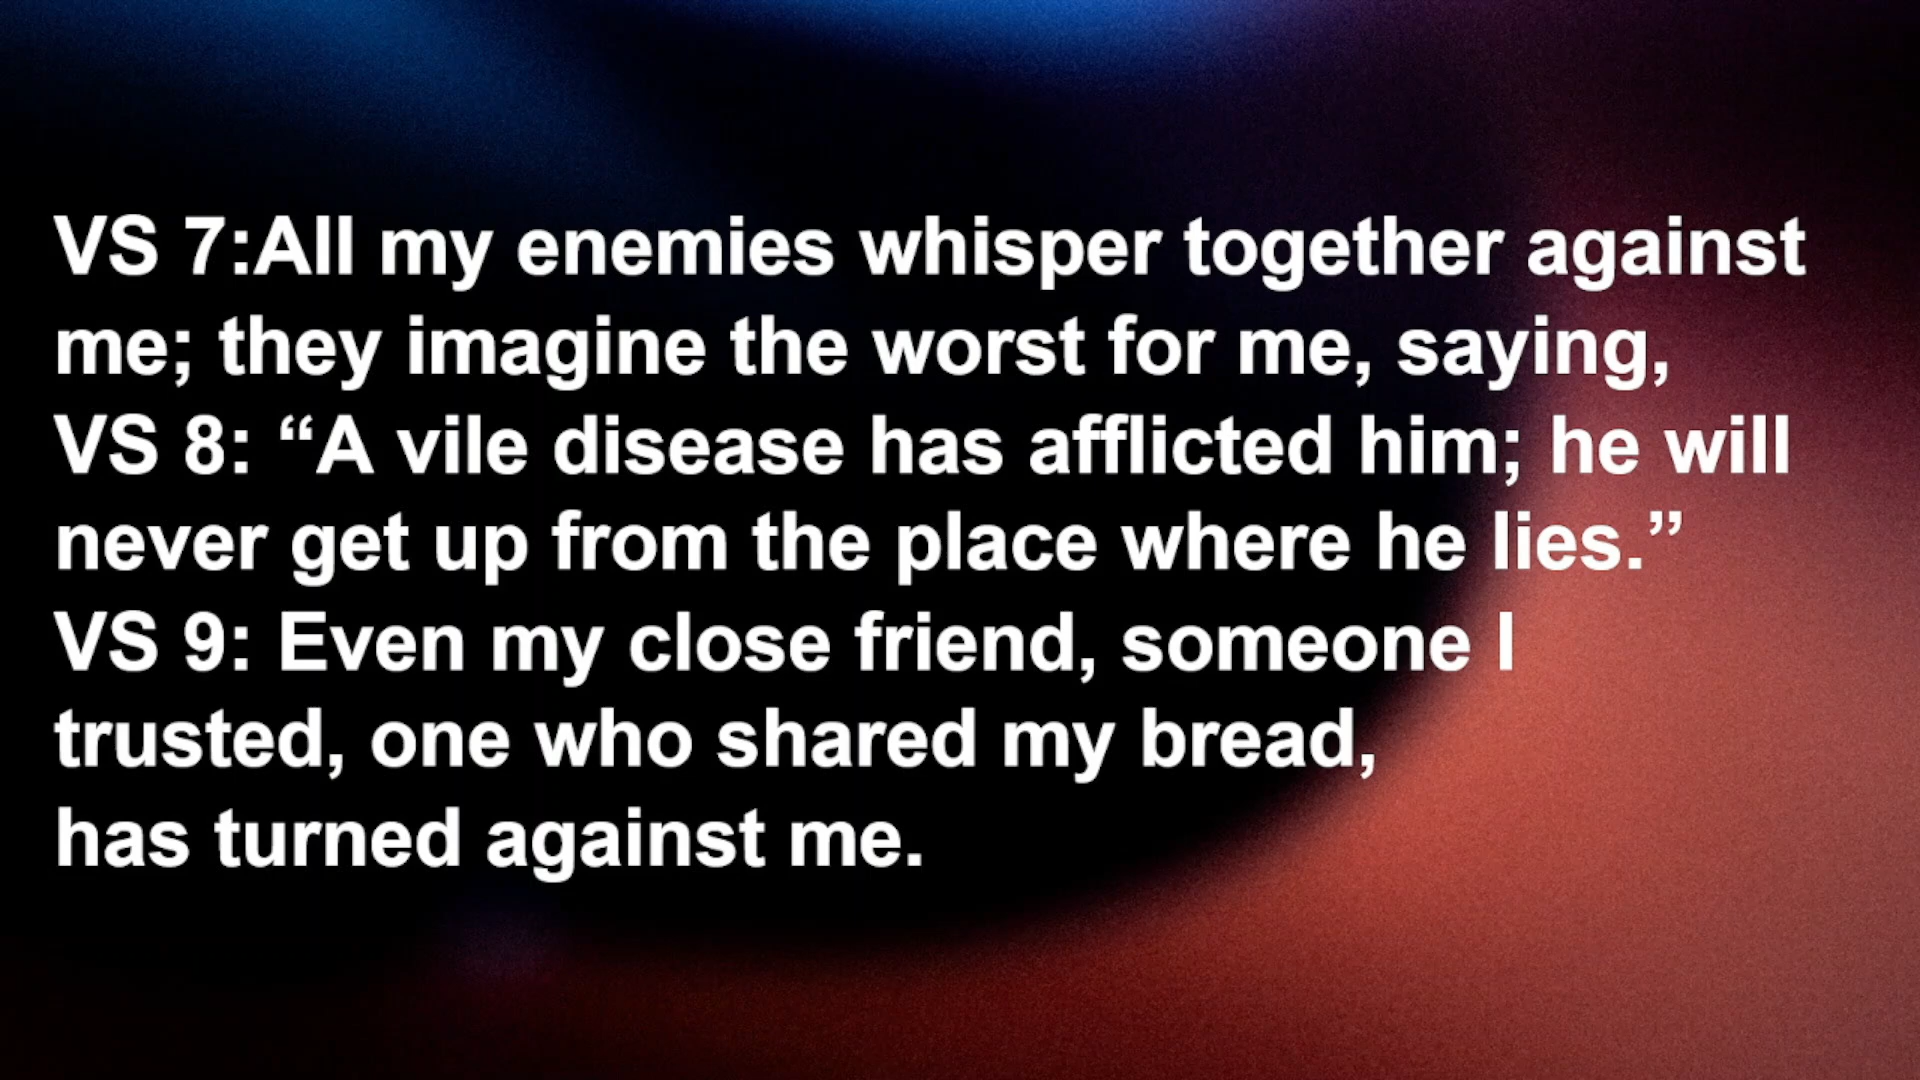 VS 7:All my enemies whisper together against
me; they imagine the worst for me, saying,
VS 8: “A vile disease has afflicted him; he will
never get up from the place where he lies.”
VS 9: Even my close friend, someone I
trusted, one who shared my bread,
has turned against me.